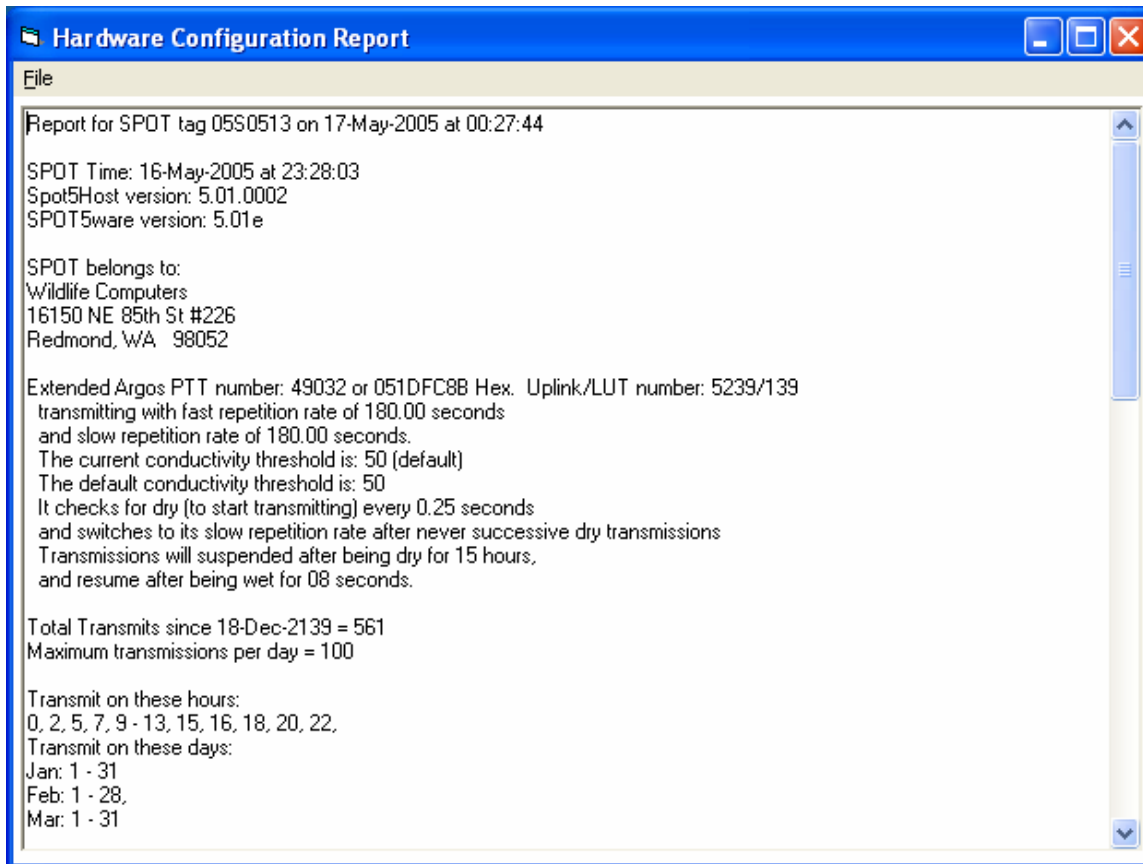 Hardware Configuration Report
File
Report for SPOT tag 05S0513 on 17-May-2005 at 00:27:44
SPOT Time: 16-May-2005 at 23:28:03
Spot5Host version: 5.01.0002
SPOT5ware version: 5.01e
SPOT belongs to:
Wildlife Computers
16150 NE 85th St #226
Redmond, WA   98052
Extended Argos PTT number: 49032 or 051DFC8B Hex.  Uplink/LUT number: 5239/139
transmitting with fast repetition rate of 180.00 seconds
and slow repetition rate of 180.00 seconds.
The current conductivity threshold is: 50 (default)
The default conductivity threshold is: 50
It checks for dry (to start transmitting) every 0.25 seconds
and switches to its slow repetition rate after never successive dry transmissions
Transmissions will suspended after being dry for 15 hours,
and resume after being wet for 08 seconds.
Total Transmits since 18-Dec-2139 = 561
Maximum transmissions per day = 100
Transmit on these hours:
0, 2, 5, 7, 9 - 13, 15, 16, 18, 20, 22,
Transmit on these days:
Jan: 1 - 31
Feb: 1 - 28,
Mar: 1 - 31